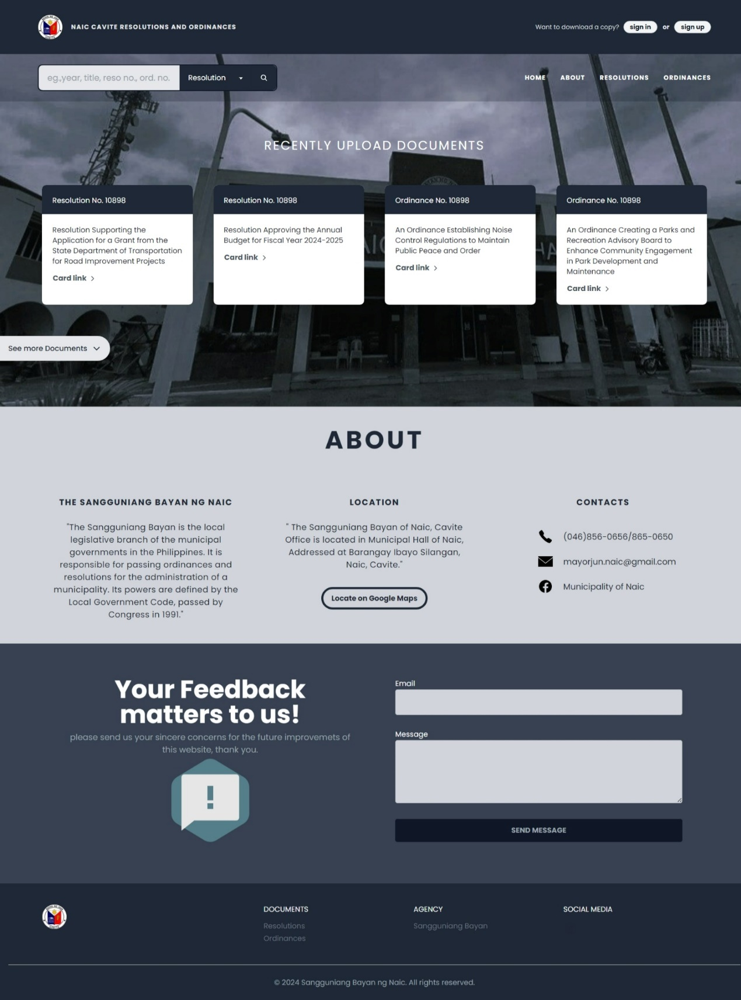 NAIC CAVITE RESOLUTIONS AND ORDINANCES
Want to download a copy? sign in or sign up
eg.,year, title, reso no., ord. no. Resolution
HOME ABOUT RESOLUTIONS ORDINANCES
RECENTLY UPLOAD DOCUMENTS
Resolution No. 10898
Resolution Supporting the
Application for a Grant from the
State Department of Transportation
for Road Improvement Projects
Card link
Resolution No. 10898
Resolution Approving the Annual
Budget for Fiscal Year 2024-2025
Card link
Ordinance No. 10898
An Ordinance Establishing Noise
Control Regulations to Maintain
Public Peace and Order
Card link
Ordinance No. 10898
An Ordinance Creating a Parks and
Recreation Advisory Board to
Enhance Community Engagement
in Park Development and
Maintenance
Card link
See more Documents
ABOUT
THE SANGGUNIANG BAYAN NG NAIC
"The Sangguniang Bayan is the local
legislative branch of the municipal
governments in the Philippines. It is
responsible for passing ordinances and
resolutions for the administration of a
municipality. Its powers are defined by the
Local Government Code, passed by
Congress in 1991."
LOCATION
" The Sangguniang Bayan of Naic, Cavite
Office is located in Municipal Hall of Naic,
Addressed at Barangay Ibayo Silangan,
Naic, Cavite."
Locate on Google Maps
CONTACTS
(046)856-0656/865-0650
mayorjun.naic@gmail.com
Municipality of Naic
Your Feedback
matters to us!
please send us your sincere concerns for the future improvemets of
this website, thank you.
Email
Message
SEND MESSAGE
DOCUMENTS
Resolutions
Ordinances
AGENCY
Sangguniang Bayan
SOCIAL MEDIA
© 2024 Sangguniang Bayan ng Naic. All rights reserved.